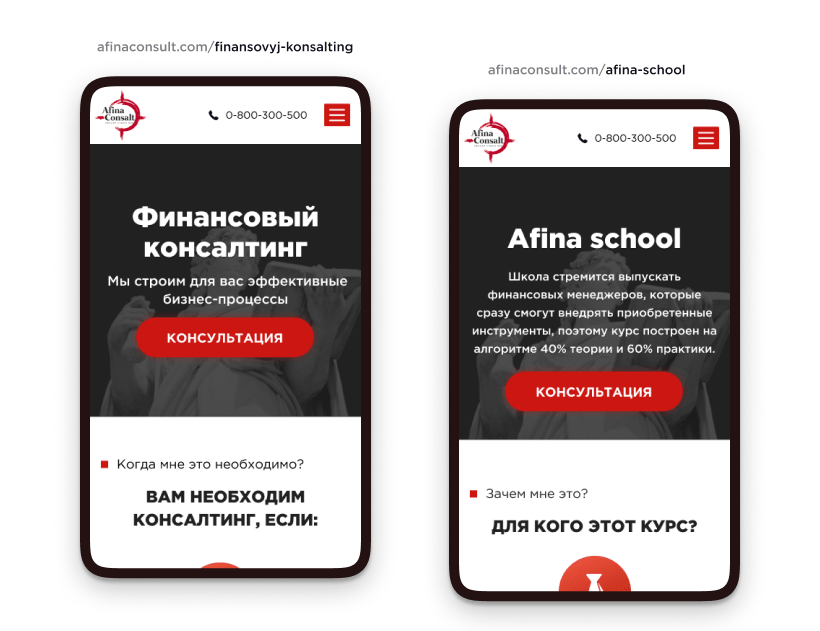 afinaconsult.com/finansovyj-konsalting
Afina
Consalt
0-800-300-500
Финансовый
консалтинг
Мы строим для вас эффективные
бизнес-процессы
КОНСУЛЬТАЦИЯ
Когда мне это необходимо?
ВАМ НЕОБХОДИМ
КОНСАЛТИНГ, ЕСЛИ:
afinaconsult.com/afina-school
Afina
Consalt
0-800-300-500
Afina school
Школа стремится выпускать
финансовых менеджеров, которые
сразу смогут внедрять приобретенные
инструменты, поэтому курс построен на
алгоритме 40% теории и 60% практики.
КОНСУЛЬТАЦИЯ
Зачем мне это?
ДЛЯ КОГО ЭТОТ КУРС?